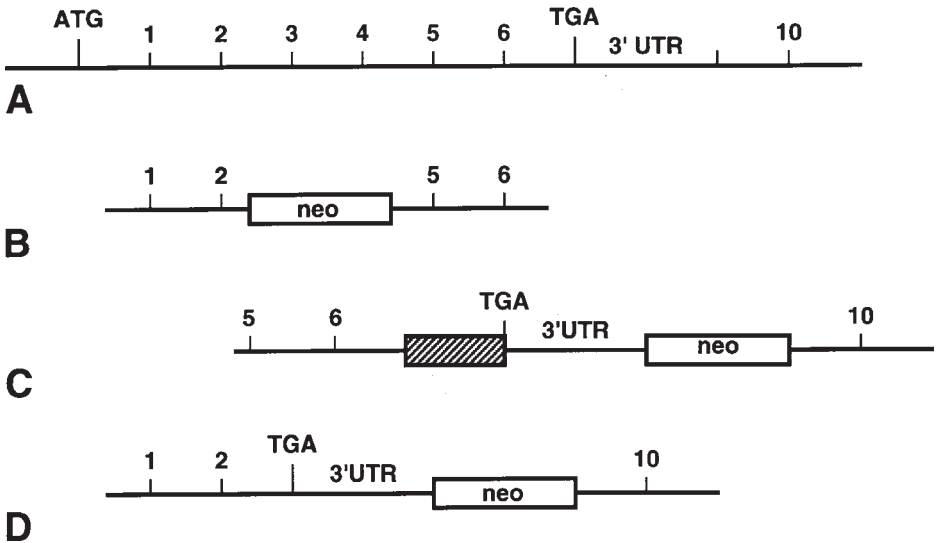 ATG 1 2 3 4 5 6 TGA 3' UTR 10
A
1 2 neo 5 6
B
5 6 TGA 3'UTR neo 10
C
1 2 TGA 3'UTR neo 10
D